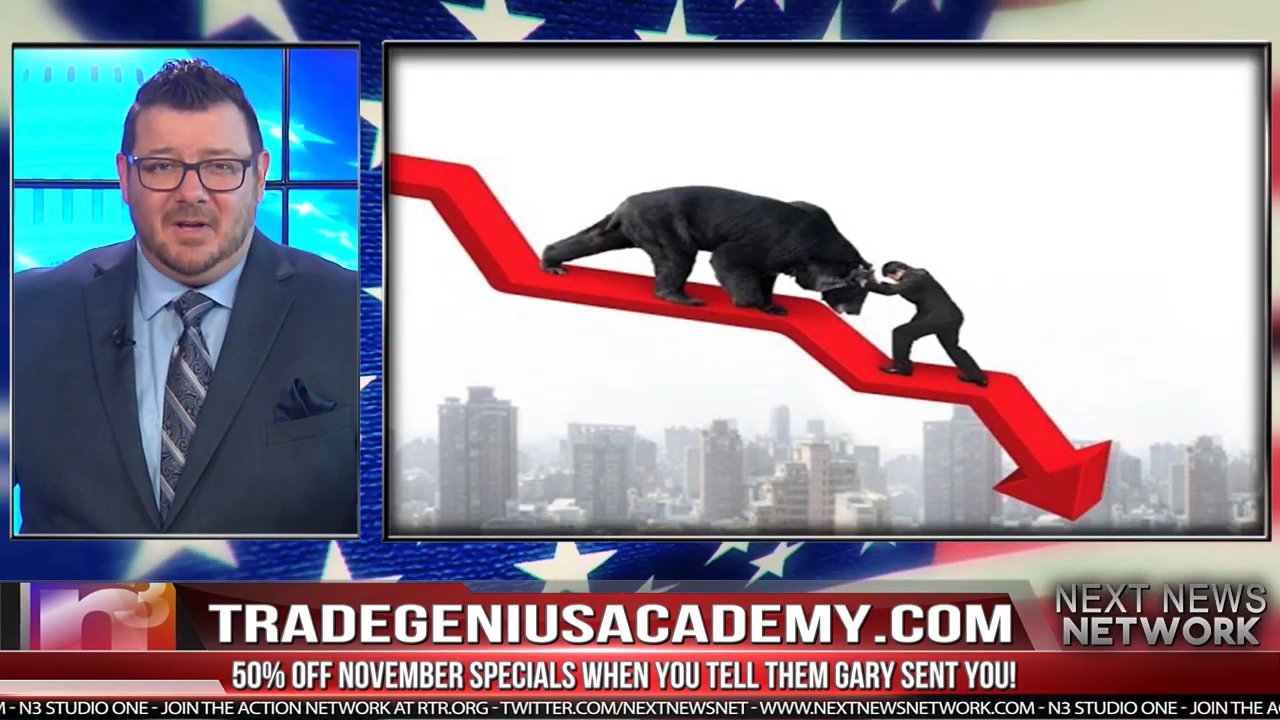 n3
TRADEGENIUSACADEMY.COM
NEXT NEWS
NETWORK
50% OFF NOVEMBER SPECIALS WHEN YOU TELL THEM GARY SENT YOU!
M - N3 STUDIO ONE - JOIN THE ACTION NETWORK AT RTR.ORG - TWITTER.COM/NEXTNEWSNET - WWW.NEXTNEWSNETWORK.COM - N3 STUDIO ONE - JOIN THE AC